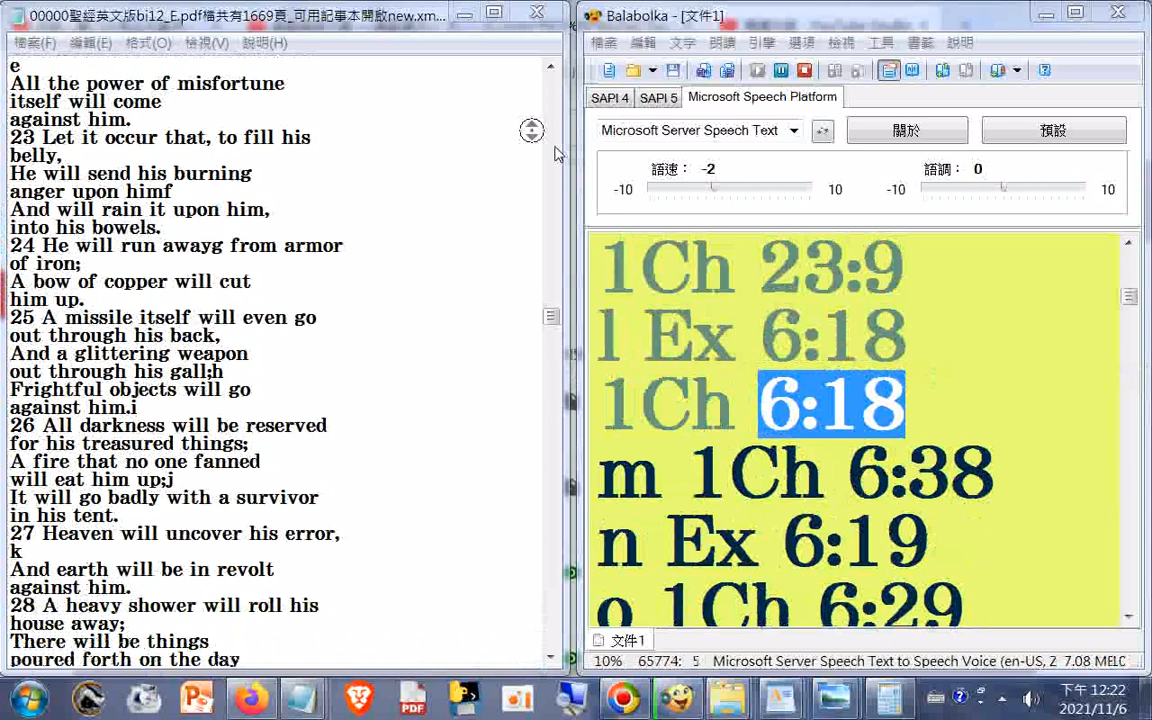 00000聖經英文版bi12_E.pdf檔共有1669頁_可用記事本開啟new.xm...
檔案(F) 編輯(E) 格式(O) 檢視(V) 說明(H)
e
All the power of misfortune
itself will come
against him.
23 Let it occur that, to fill his
belly,
He will send his burning
anger upon himf
And will rain it upon him,
into his bowels.
24 He will run awayg from armor
of iron;
A bow of copper will cut
him up.
25 A missile itself will even go
out through his back,
And a glittering weapon
out through his gall;h
Frightful objects will go
against him.i
26 All darkness will be reserved
for his treasured things;
A fire that no one fanned
will eat him up;j
It will go badly with a survivor
in his tent.
27 Heaven will uncover his error,
k
And earth will be in revolt
against him.
28 A heavy shower will roll his
house away;
There will be things
poured forth on the day
Balabolka - [文件1]
檔案 編輯 文字 朗讀 引擎 選項 檢視 工具 書籤 說明
SAPI 4 SAPI 5 Microsoft Speech Platform
Microsoft Server Speech Text 關於 預設
語速： -2 語調： 0
-10 10 -10 10
1Ch 23:9
l Ex 6:18
1Ch 6:18
m 1Ch 6:38
n Ex 6:19
o 1Ch 6:29
文件1
10% 65774: 5 Microsoft Server Speech Text to Speech Voice (en-US, Z 7.08 MELC
下午 12:22
2021/11/6